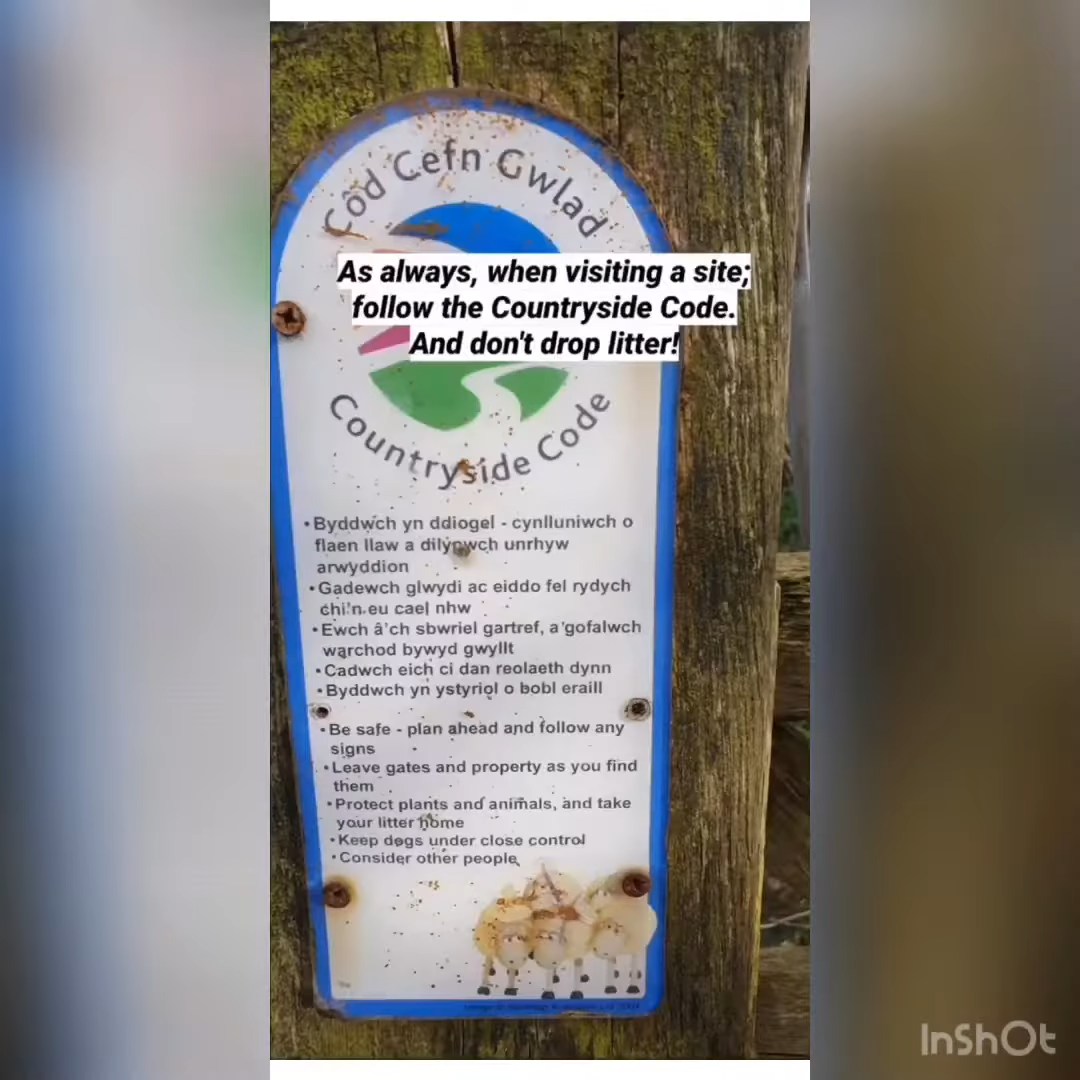 Côd Cefn Gwlad
As always, when visiting a site;
follow the Countryside Code.
And don't drop litter!
Countryside Code
• Byddwch yn ddiogel - cynlluniwch o
flaen llaw a dilynwch unrhyw
arwyddion
• Gadewch glwydi ac eiddo fel rydych
chi'n eu cael nhw
• Ewch â'ch sbwriel gartref, a gofalwch
warchod bywyd gwyllt
• Cadwch eich ci dan reolaeth dynn
• Byddwch yn ystyriol o bobl eraill
• Be safe - plan ahead and follow any
signs
• Leave gates and property as you find
them
• Protect plants and animals, and take
your litter home
• Keep dogs under close control
• Consider other people
InShOt